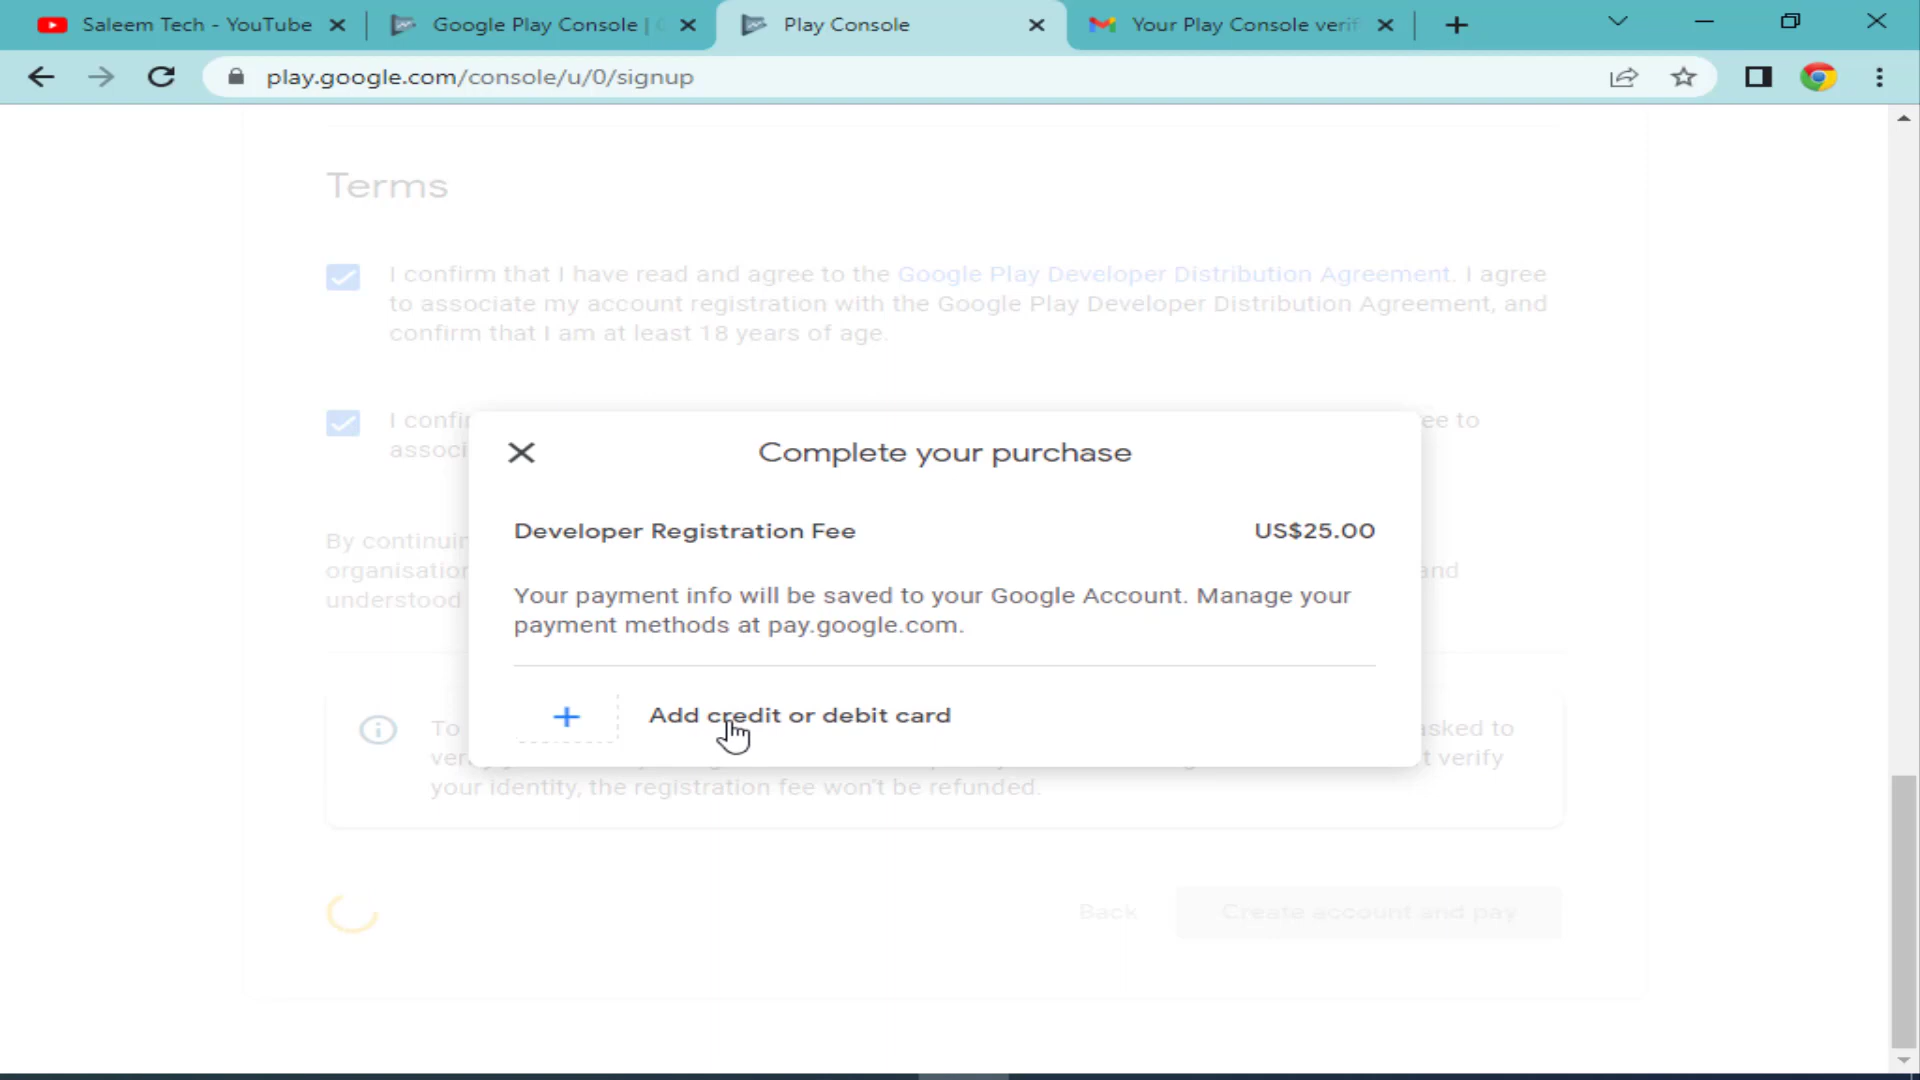 Saleem Tech - YouTube
Google Play Console |
Play Console
Your Play Console verif
play.google.com/console/u/0/signup
Terms
I confirm that I have read and agree to the Google Play Developer Distribution Agreement. I agree
to associate my account registration with the Google Play Developer Distribution Agreement, and
confirm that I am at least 18 years of age.
I confi
ee to
associ
Complete your purchase
Developer Registration Fee US$25.00
By continuin
organisation
and
understood
Your payment info will be saved to your Google Account. Manage your
payment methods at pay.google.com.
Add credit or debit card
To
asked to
t verify
your identity, the registration fee won't be refunded.
Back
Create account and pay